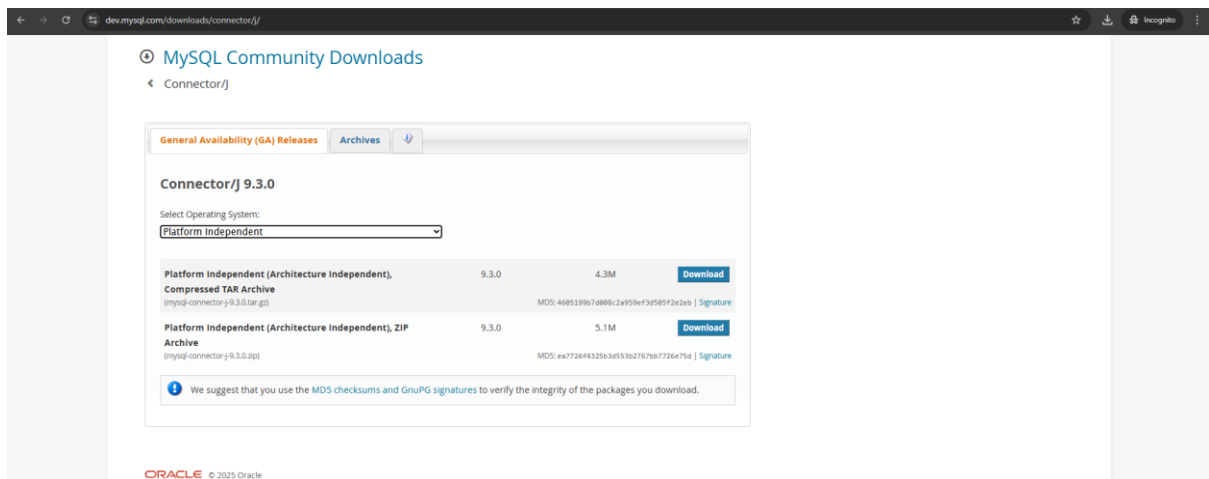 dev.mysql.com/downloads/connector/j/
Incognito
MySQL Community Downloads
Connector/J
General Availability (GA) Releases
Archives
Connector/J 9.3.0
Select Operating System:
Platform Independent
Platform Independent (Architecture Independent), 9.3.0 4.3M Download
Compressed TAR Archive
(mysql-connector-j-9.3.0.tar.gz) MD5: 4605199b7d008c2a959ef3d505f2e2eb | Signature
Platform Independent (Architecture Independent), ZIP 9.3.0 5.1M Download
Archive
(mysql-connector-j-9.3.0.zip) MD5: ea7726f4325b3d553b2767bb7726e75d | Signature
We suggest that you use the MD5 checksums and GnuPG signatures to verify the integrity of the packages you download.
ORACLE © 2025 Oracle